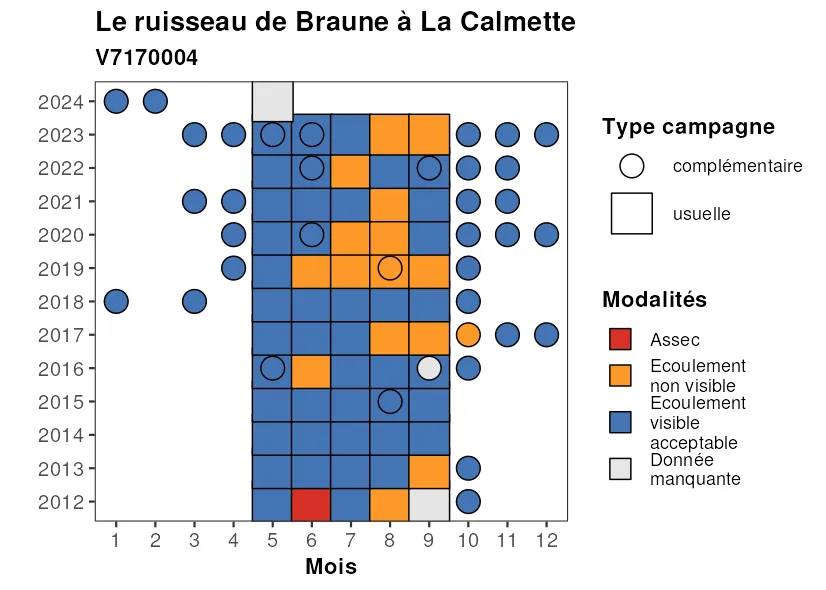 Le ruisseau de Braune à La Calmette
V7170004
2024
2023
2022
2021
2020
2019
2018
2017
2016
2015
2014
2013
2012
1 2 3 4 5 6 7 8 9 10 11 12
Mois
Type campagne
complémentaire
usuelle
Modalités
Assec
Ecoulement
non visible
Ecoulement
visible
acceptable
Donnée
manquante